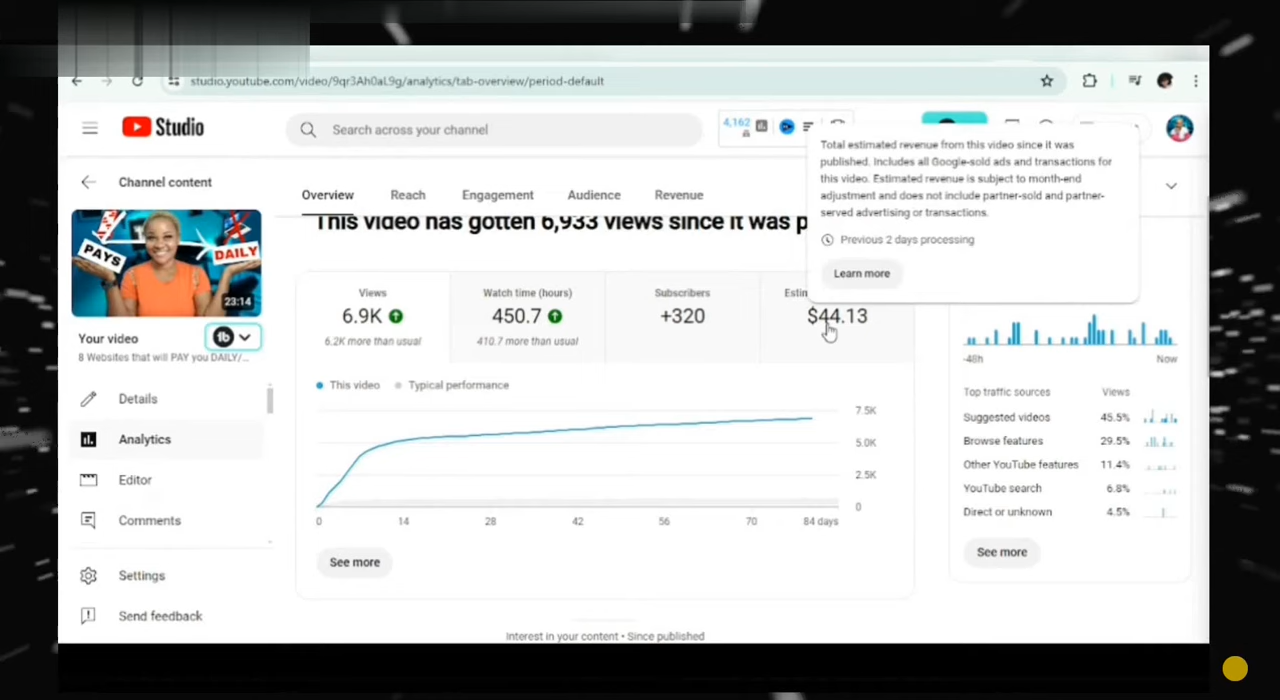 studio.youtube.com/video/9qr3Ah0aL9g/analytics/tab-overview/period-default
Studio
Search across your channel
4,162
Total estimated revenue from this video since it was
published. Includes all Google-sold ads and transactions for
this video. Estimated revenue is subject to month-end
adjustment and does not include partner-sold and partner-
served advertising or transactions.
Previous 2 days processing
Learn more
Channel content
Overview
Reach
Engagement
Audience
Revenue
This video has gotten 6,933 views since it was p
PAYS
DAILY
23:14
Your video
8 Websites that will PAY you DAILY/...
Details
Analytics
Editor
Comments
Settings
Send feedback
Views
6.9K
6.2K more than usual
Watch time (hours)
450.7
410.7 more than usual
Subscribers
+320
Estin
$44.13
This video
Typical performance
7.5K
5.0K
2.5K
0
0 14 28 42 56 70 84 days
See more
-48h
Now
Top traffic sources Views
Suggested videos 45.5%
Browse features 29.5%
Other YouTube features 11.4%
YouTube search 6.8%
Direct or unknown 4.5%
See more
Interest in your content • Since published